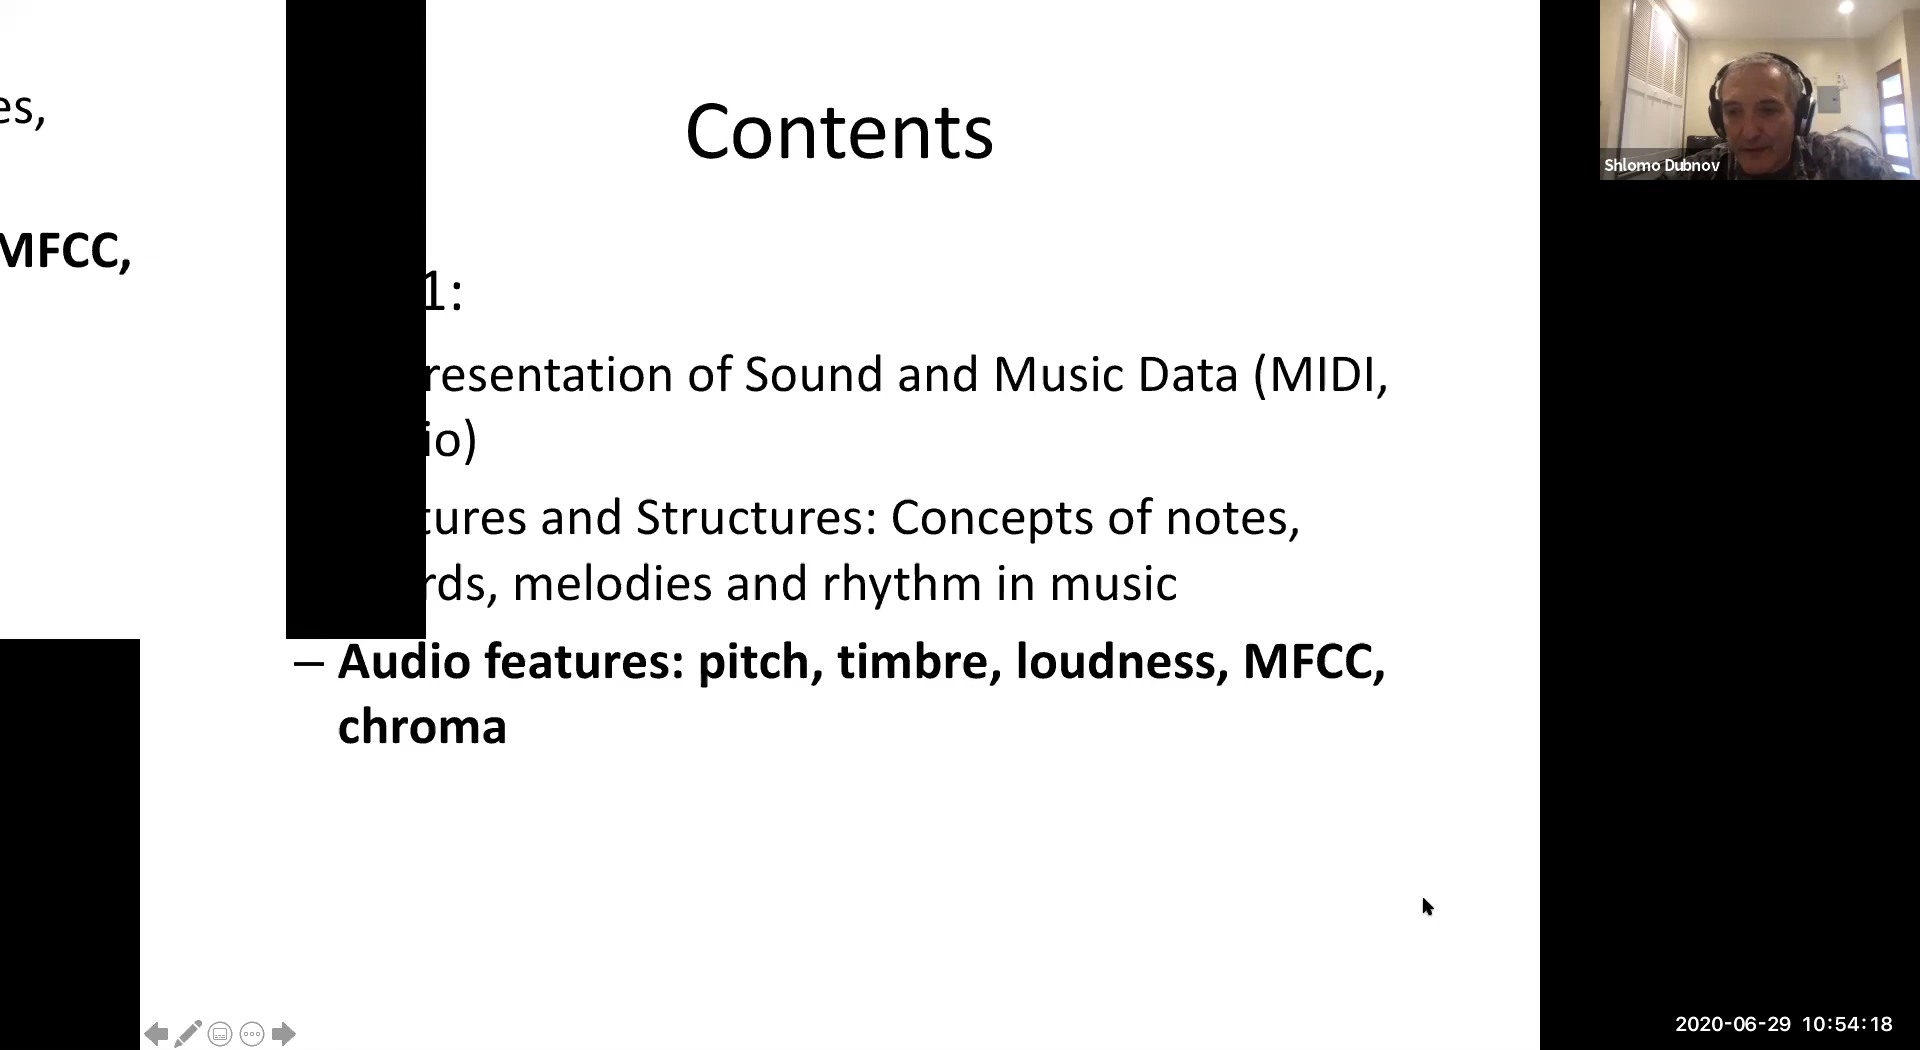 es,
MFCC,
Contents
1:
resentation of Sound and Music Data (MIDI,
io)
tures and Structures: Concepts of notes,
rds, melodies and rhythm in music
– Audio features: pitch, timbre, loudness, MFCC,
chroma
Shlomo Dubnov
2020-06-29 10:54:18